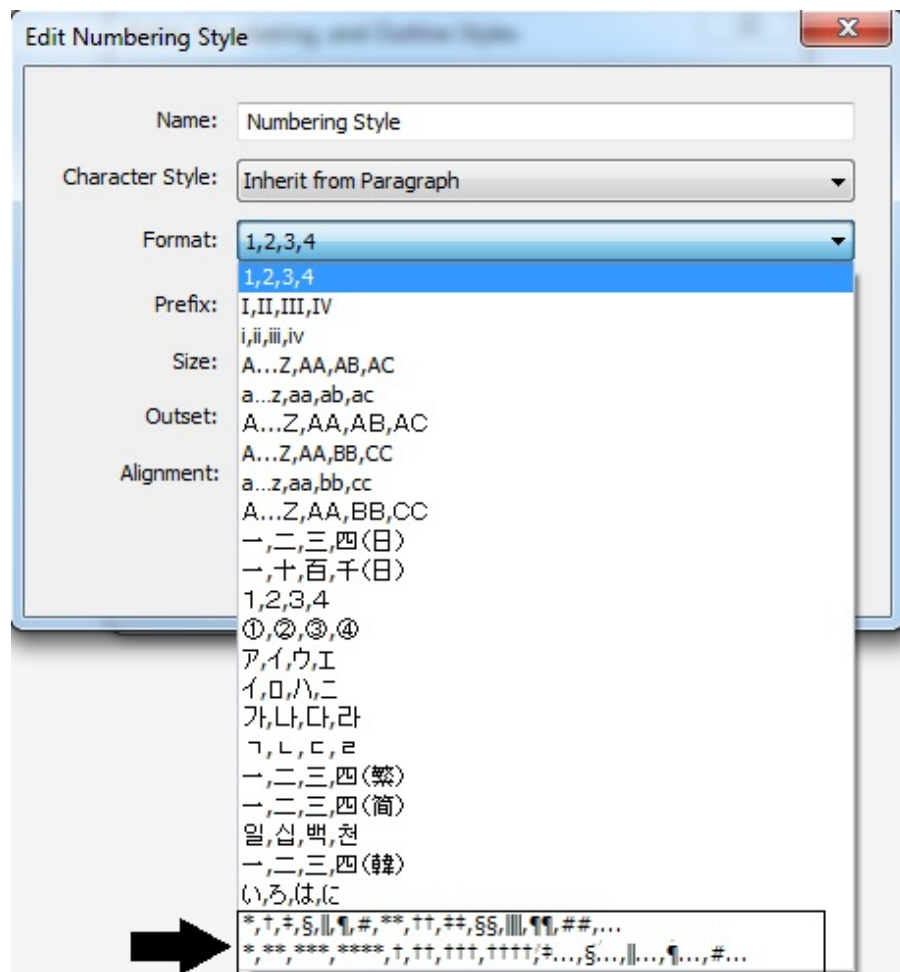 Edit Numbering Style
Name: Numbering Style
Character Style: Inherit from Paragraph
Format: 1,2,3,4
1,2,3,4
Prefix:
I,II,III,IV
i,ii,iii,iv
Size:
A...Z,AA,AB,AC
a...z,aa,ab,ac
Outset:
A...Z,AA,AB,AC
A...Z,AA,BB,CC
Alignment:
a...z,aa,bb,cc
A...Z,AA,BB,CC
一,二,三,四(日)
一,十,百,千(日)
1,2,3,4
①,②,③,④
ア,イ,ウ,エ
イ,ロ,ハ,ニ
가,나,다,라
ㄱ,ㄴ,ㄷ,ㄹ
一,二,三,四(繁)
一,二,三,四(简)
일,십,백,천
一,二,三,四(韓)
い,ろ,は,に
*,†,‡,§,‖,¶,#,**,††,‡‡,§§,‖‖,¶¶,##,...
*,**,***,****,†,††,†††,††††,‡...,§...,‖...,¶...,#...